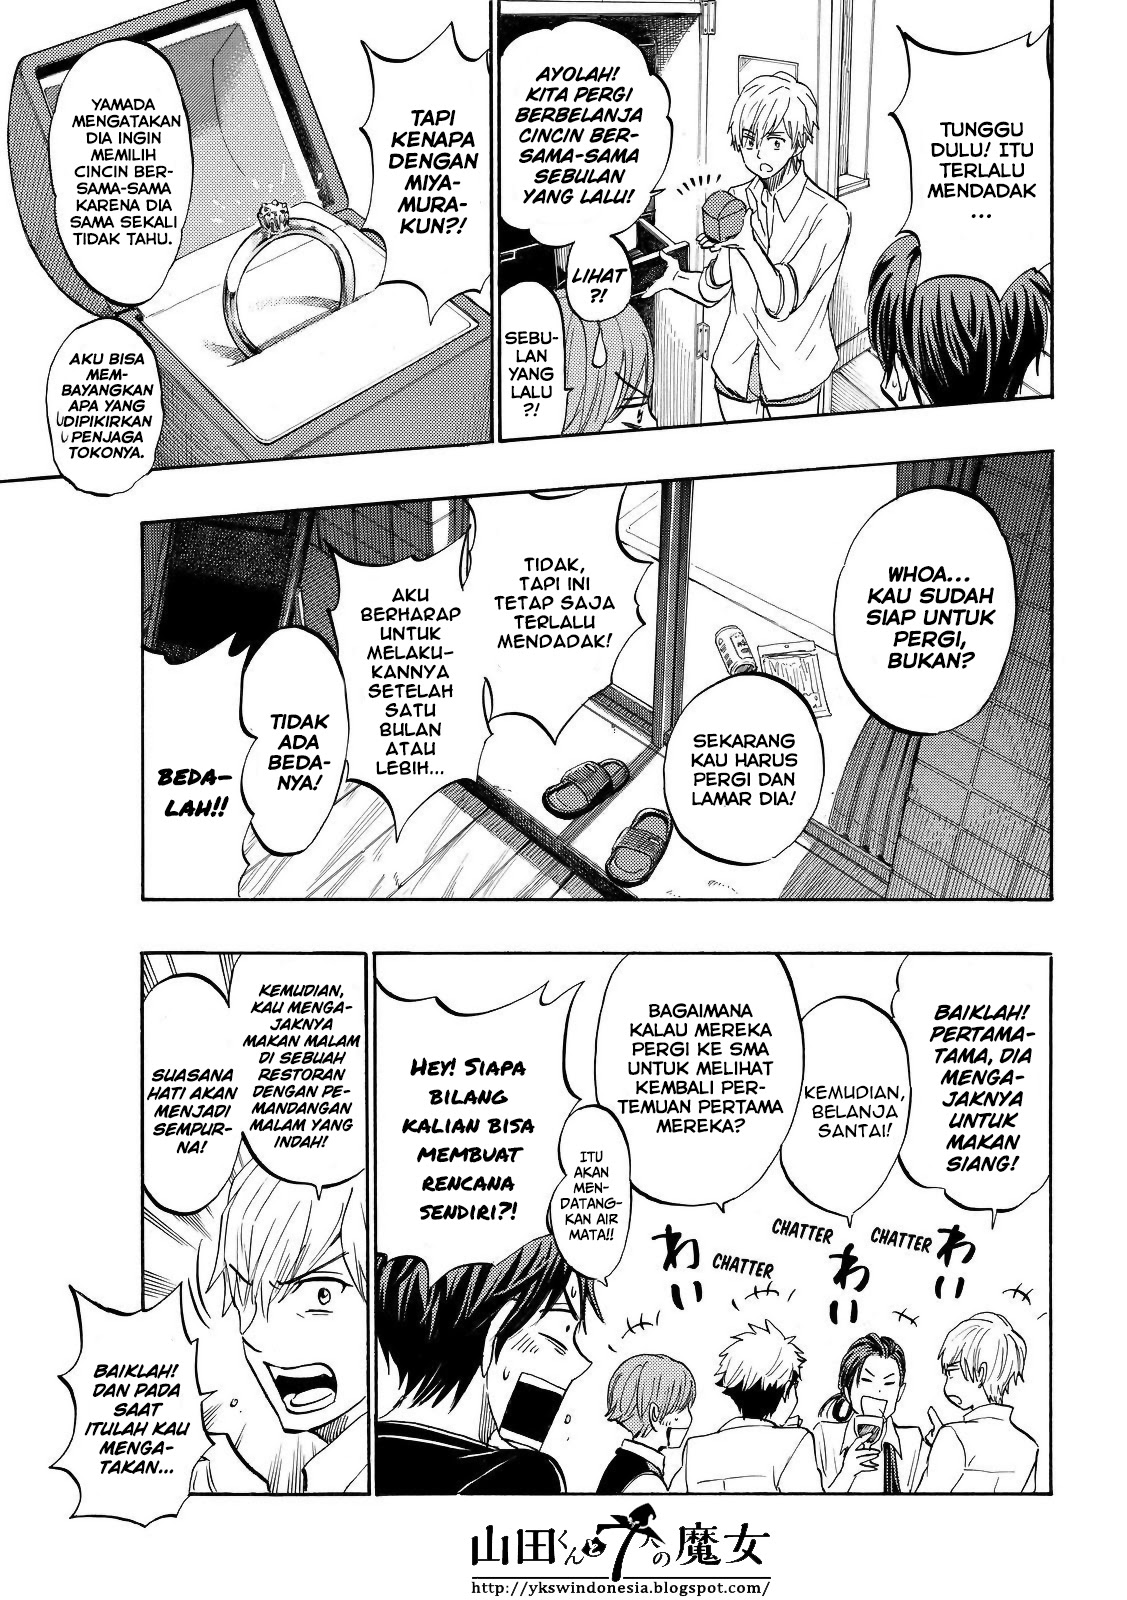 TUNGGU
DULU! ITU
TERLALU
MENDADAK
...
AYOLAH!
KITA PERGI
BERBELANJA
CINCIN BER-
SAMA-SAMA
SEBULAN
YANG LALU!
LIHAT
?!
SEBU-
LAN
YANG
LALU
?!
TAPI
KENAPA
DENGAN
MIYA-
MURA-
KUN?!
YAMADA
MENGATAKAN
DIA INGIN
MEMILIH
CINCIN BER-
SAMA-SAMA
KARENA DIA
SAMA SEKALI
TIDAK TAHU.
AKU BISA
MEM-
BAYANGKAN
APA YANG
DIPIKIRKAN
PENJAGA
TOKONYA.
WHOA...
KAU SUDAH
SIAP UNTUK
PERGI,
BUKAN?
SEKARANG
KAU HARUS
PERGI DAN
LAMAR DIA!
TIDAK,
TAPI INI
TETAP SAJA
TERLALU
MENDADAK!
AKU
BERHARAP
UNTUK
MELAKU-
KANNYA
SETELAH
SATU
BULAN
ATAU
LEBIH...
TIDAK
ADA
BEDA-
NYA!
BEDA-
LAH!!
BAIKLAH!
PERTAMA-
TAMA, DIA
MENGA-
JAKNYA
UNTUK
MAKAN
SIANG!
KEMUDIAN,
BELANJA
SANTAI!
BAGAIMANA
KALAU MEREKA
PERGI KE SMA
UNTUK MELIHAT
KEMBALI PER-
TEMUAN PERTAMA
MEREKA?
ITU
AKAN
MEN-
DATANG-
KAN AIR
MATA!!
HEY! SIAPA
BILANG
KALIAN BISA
MEMBUAT
RENCANA
SENDIRI?!
わい
CHATTER
わい
CHATTER
わい
CHATTER
KEMUDIAN,
KAU MENGA-
JAKNYA
MAKAN MALAM
DI SEBUAH
RESTORAN
DENGAN PE-
MANDANGAN
MALAM YANG
INDAH!
SUASANA
HATI AKAN
MENJADI
SEMPUR-
NA!
BAIKLAH!
DAN PADA
SAAT
ITULAH KAU
MENGA-
TAKAN...
山田くんと7人の魔女
http://ykswindonesia.blogspot.com/